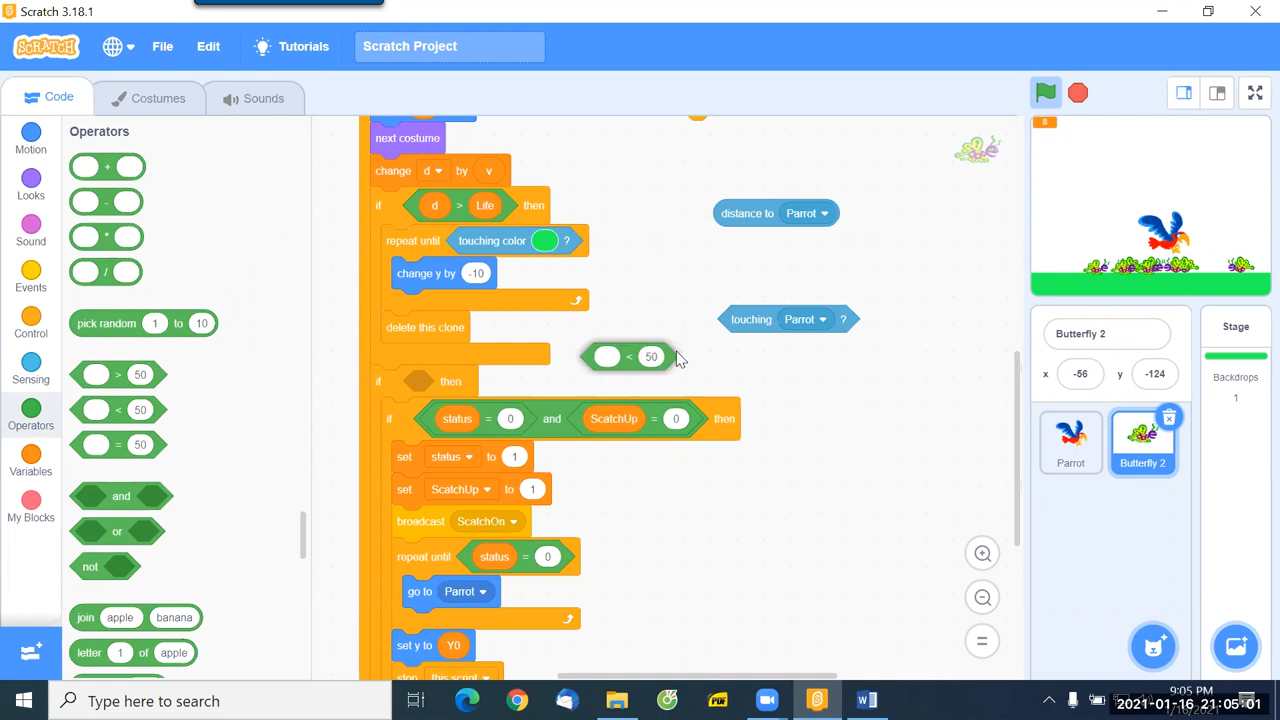 Scratch 3.18.1
SCRATCH File Edit Tutorials Scratch Project
Code Costumes Sounds
Motion
Looks
Sound
Events
Control
Sensing
Operators
Variables
My Blocks
Operators
+
-
*
/
pick random 1 to 10
> 50
< 50
= 50
and
or
not
join apple banana
letter 1 of apple
next costume
change d by v
if d > Life then
repeat until touching color ?
change y by -10
delete this clone
if then
if status = 0 and ScatchUp = 0 then
set status to 1
set ScatchUp to 1
broadcast ScatchOn
repeat until status = 0
go to Parrot
set y to Y0
stop this script
distance to Parrot
touching Parrot ?
< 50
8
Butterfly 2
x -56 y -124
Parrot
Butterfly 2
Stage
Backdrops
1
Type here to search
PDF
9:05 PM
2021-01-16 21:05:01